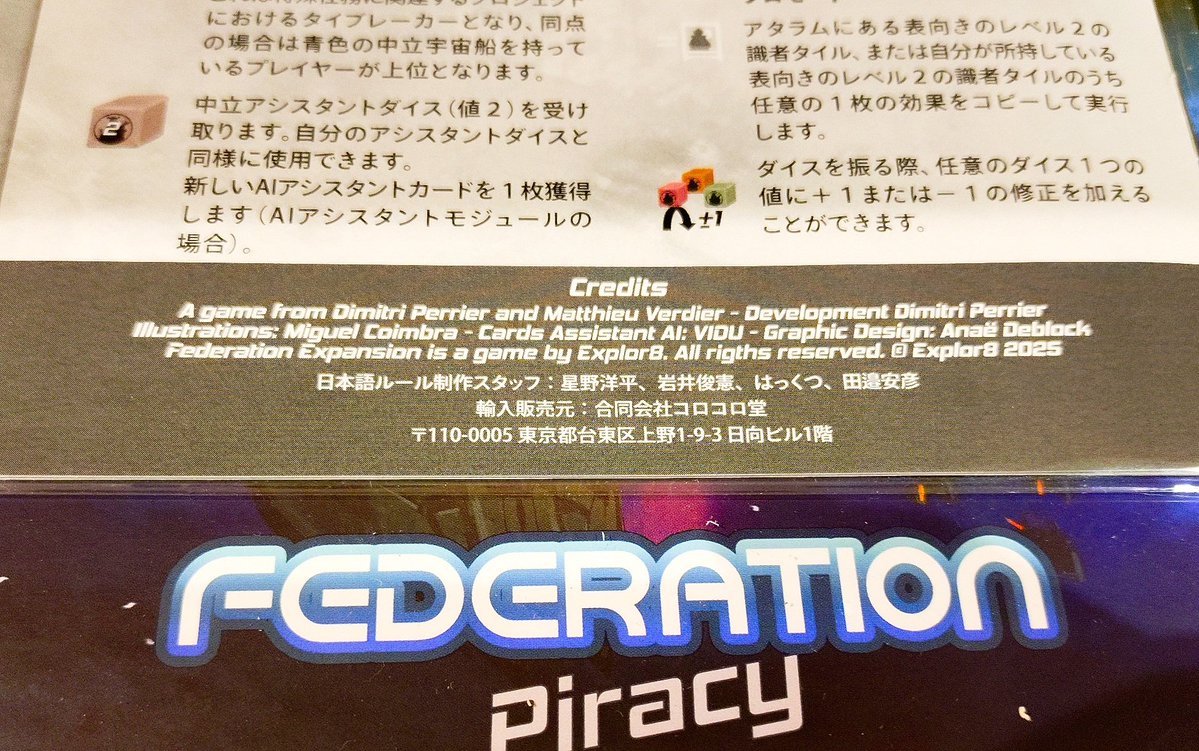 におけるタイブレーカーとなり、同点
の場合は青色の中立宇宙船を持って
いるプレイヤーが上位となります。
2
中立アシスタントダイス（値２）を受け
取ります。自分のアシスタントダイスと
同様に使用できます。
新しいAIアシスタントカードを１枚獲得
します（AIアシスタントモジュールの
場合）。
アタラムにある表向きのレベル２の
識者タイル、または自分が所持している
表向きのレベル２の識者タイルのうち
任意の１枚の効果をコピーして実行
します。
±1
ダイスを振る際、任意のダイス１つの
値に＋１または－１の修正を加える
ことができます。
Credits
A game from Dimitri Perrier and Matthieu Verdier - Development Dimitri Perrier
Illustrations: Miguel Coimbra - Cards Assistant AI: VIDU - Graphic Design: Anaë Deblock
Federation Expansion is a game by Explor8. All rigths reserved. © Explor8 2025
日本語ルール制作スタッフ：星野洋平、岩井俊憲、はっくつ、田邉安彦
輸入販売元：合同会社コロコロ堂
〒110-0005 東京都台東区上野1-9-3 日向ビル1階
FEDERATION
Piracy